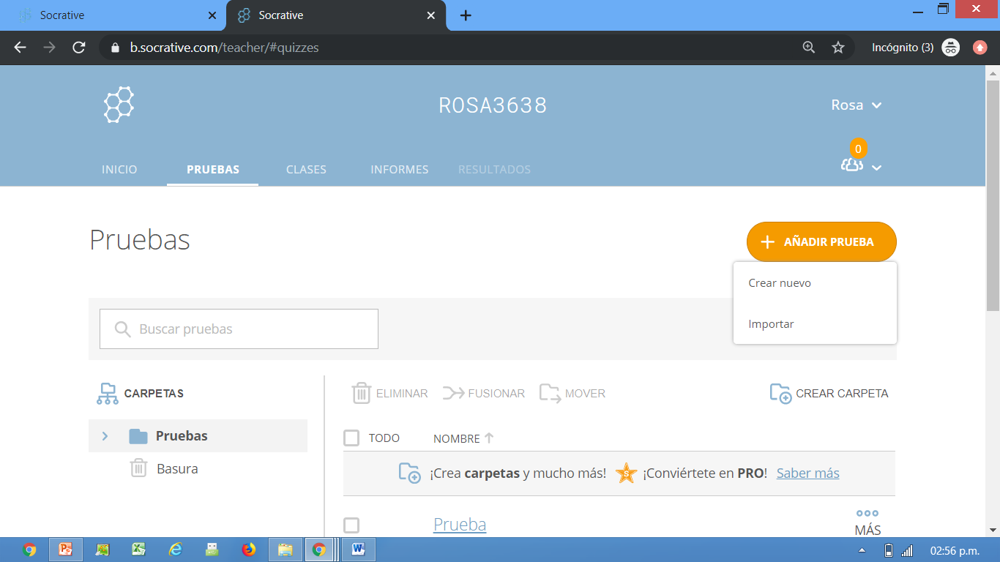 Socrative
Socrative
b.socrative.com/teacher/#quizzes
Incógnito (3)
ROSA3638
Rosa
0
INICIO
PRUEBAS
CLASES
INFORMES
RESULTADOS
Pruebas
AÑADIR PRUEBA
Crear nuevo
Importar
Buscar pruebas
CARPETAS
ELIMINAR
FUSIONAR
MOVER
CREAR CARPETA
Pruebas
Basura
TODO
NOMBRE
¡Crea carpetas y mucho más!
S
¡Conviértete en PRO!
Saber más
Prueba
MÁS
02:56 p.m.